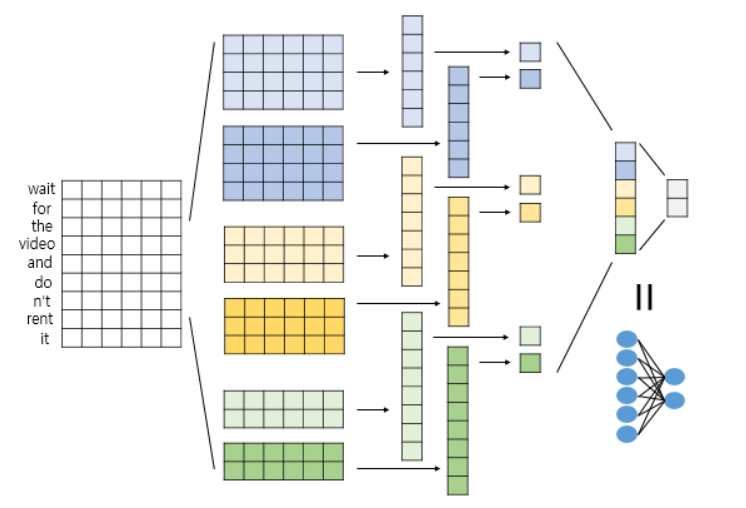 wait
for
the
video
and
do
n't
rent
it